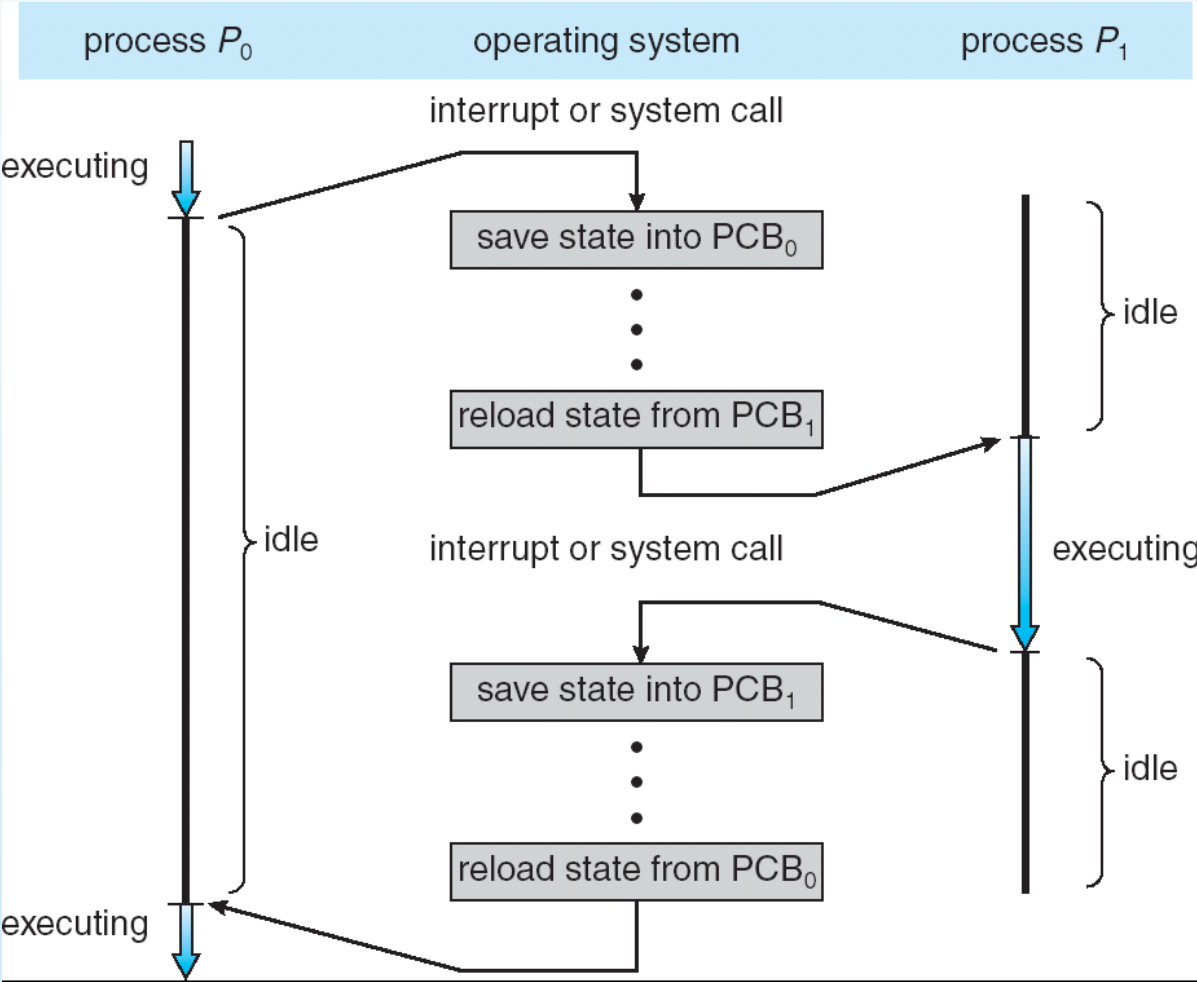 process P₀ operating system process P₁
interrupt or system call
executing
save state into PCB₀
idle
reload state from PCB₁
idle
interrupt or system call
executing
save state into PCB₁
idle
reload state from PCB₀
executing